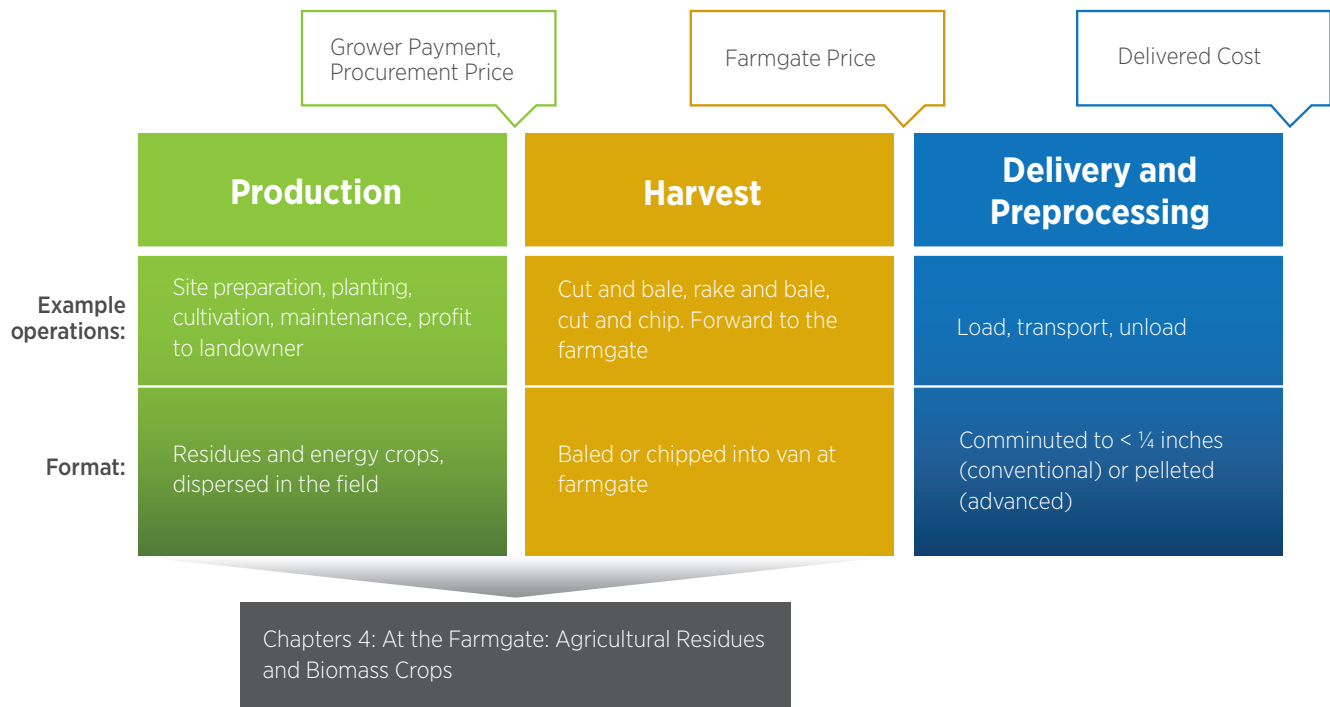 Grower Payment,
Procurement Price
Farmgate Price
Delivered Cost
Production
Harvest
Delivery and
Preprocessing
Example
operations:
Site preparation, planting,
cultivation, maintenance, profit
to landowner
Cut and bale, rake and bale,
cut and chip. Forward to the
farmgate
Load, transport, unload
Format:
Residues and energy crops,
dispersed in the field
Baled or chipped into van at
farmgate
Comminuted to < ¼ inches
(conventional) or pelleted
(advanced)
Chapters 4: At the Farmgate: Agricultural Residues
and Biomass Crops